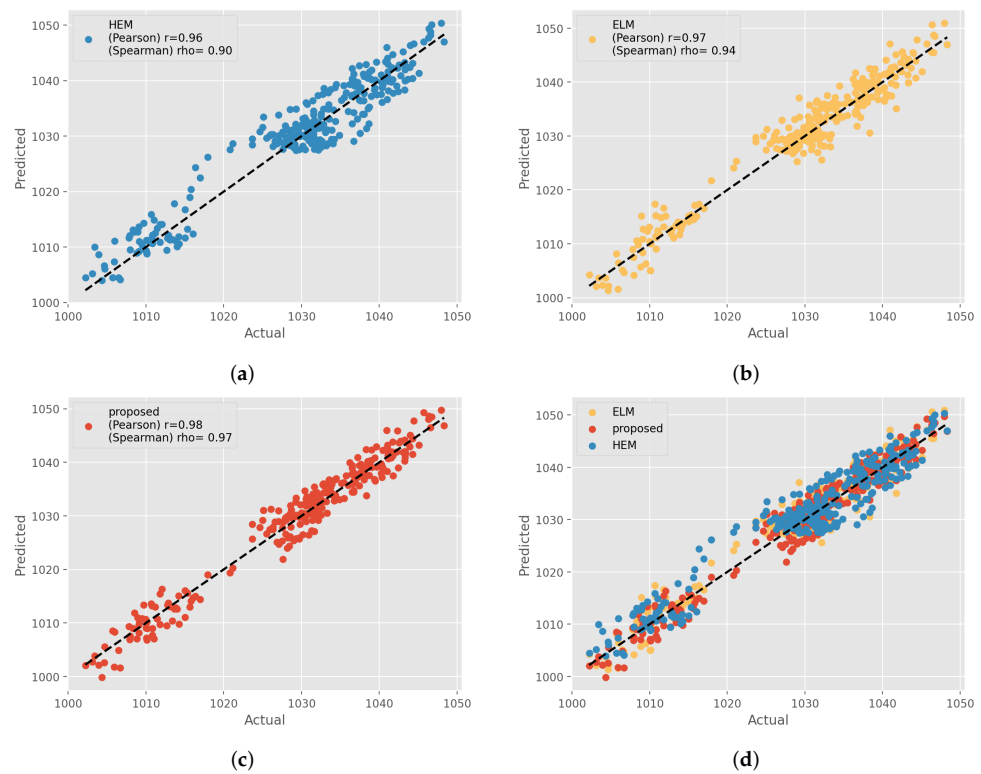 HEM
(Pearson) r=0.96
(Spearman) rho= 0.90
1050
1040
1030
1020
1010
1000
Predicted
1000 1010 1020 1030 1040 1050
Actual
(a)
ELM
(Pearson) r=0.97
(Spearman) rho= 0.94
1050
1040
1030
1020
1010
1000
Predicted
1000 1010 1020 1030 1040 1050
Actual
(b)
proposed
(Pearson) r=0.98
(Spearman) rho= 0.97
1050
1040
1030
1020
1010
1000
Predicted
1000 1010 1020 1030 1040 1050
Actual
(c)
ELM
proposed
HEM
1050
1040
1030
1020
1010
1000
Predicted
1000 1010 1020 1030 1040 1050
Actual
(d)